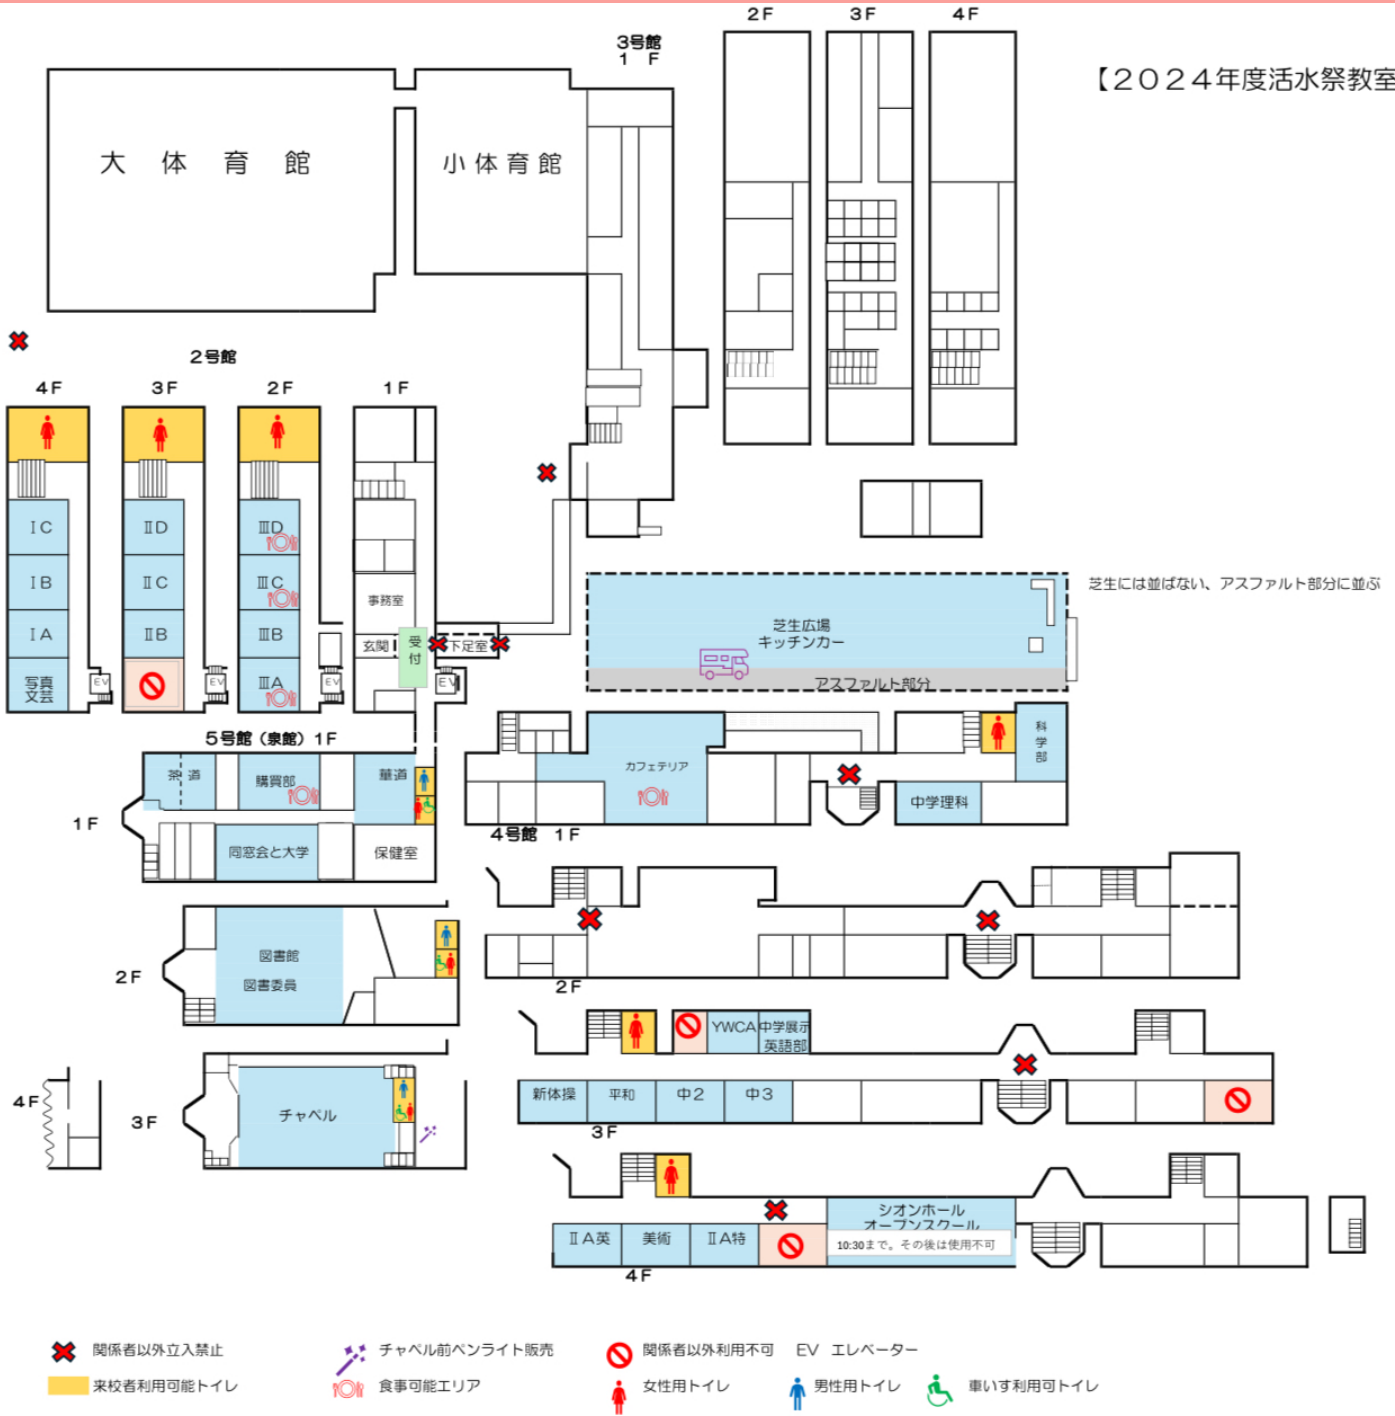 2F
3F
4F
3号館
1 F
【2024年度活水祭教室
大 体 育 館
小体育館
2号館
4F
3F
2F
1F
ⅠC
ⅡD
ⅢD
ⅠB
ⅡC
ⅢC
事務室
芝生には並ばない、アスファルト部分に並ぶ
ⅠA
ⅡB
ⅢB
玄関
受付
下足室
芝生広場
キッチンカー
写真
文芸
EV
EV
ⅢA
EV
EV
アスファルト部分
5号館（泉館）1F
茶 道
購買部
華道
カフェテリア
科学部
中学理科
1F
同窓会と大学
保健室
4号館 1F
2F
図書館
図書委員
2F
YWCA
中学展示
英語部
新体操
平和
中2
中3
3F
4F
3F
チャペル
シオンホール
オープンスクール
10:30まで。その後は使用不可
ⅡA英
美術
ⅡA特
4F
関係者以外立入禁止
チャペル前ペンライト販売
関係者以外利用不可
EV エレベーター
来校者利用可能トイレ
食事可能エリア
女性用トイレ
男性用トイレ
車いす利用可トイレ